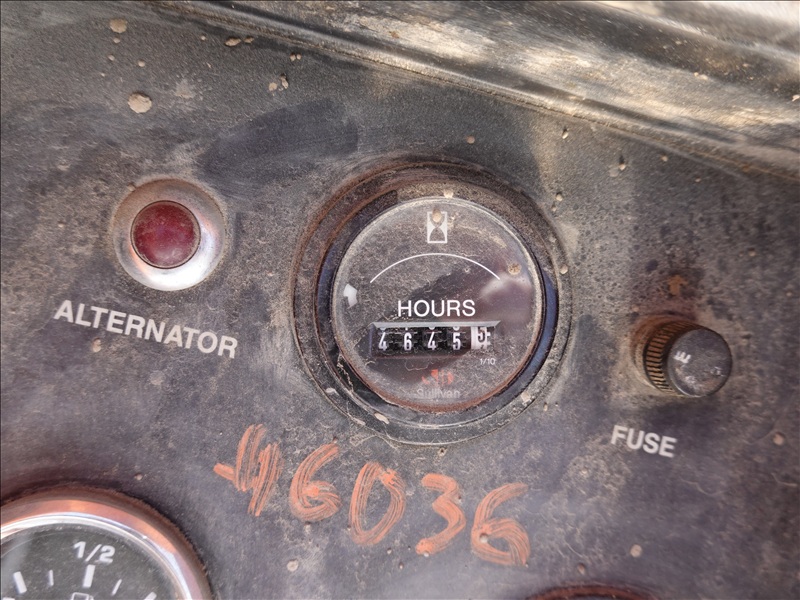 HOURS
46455
1/10
Sullivan
ALTERNATOR
FUSE
46036
1/2